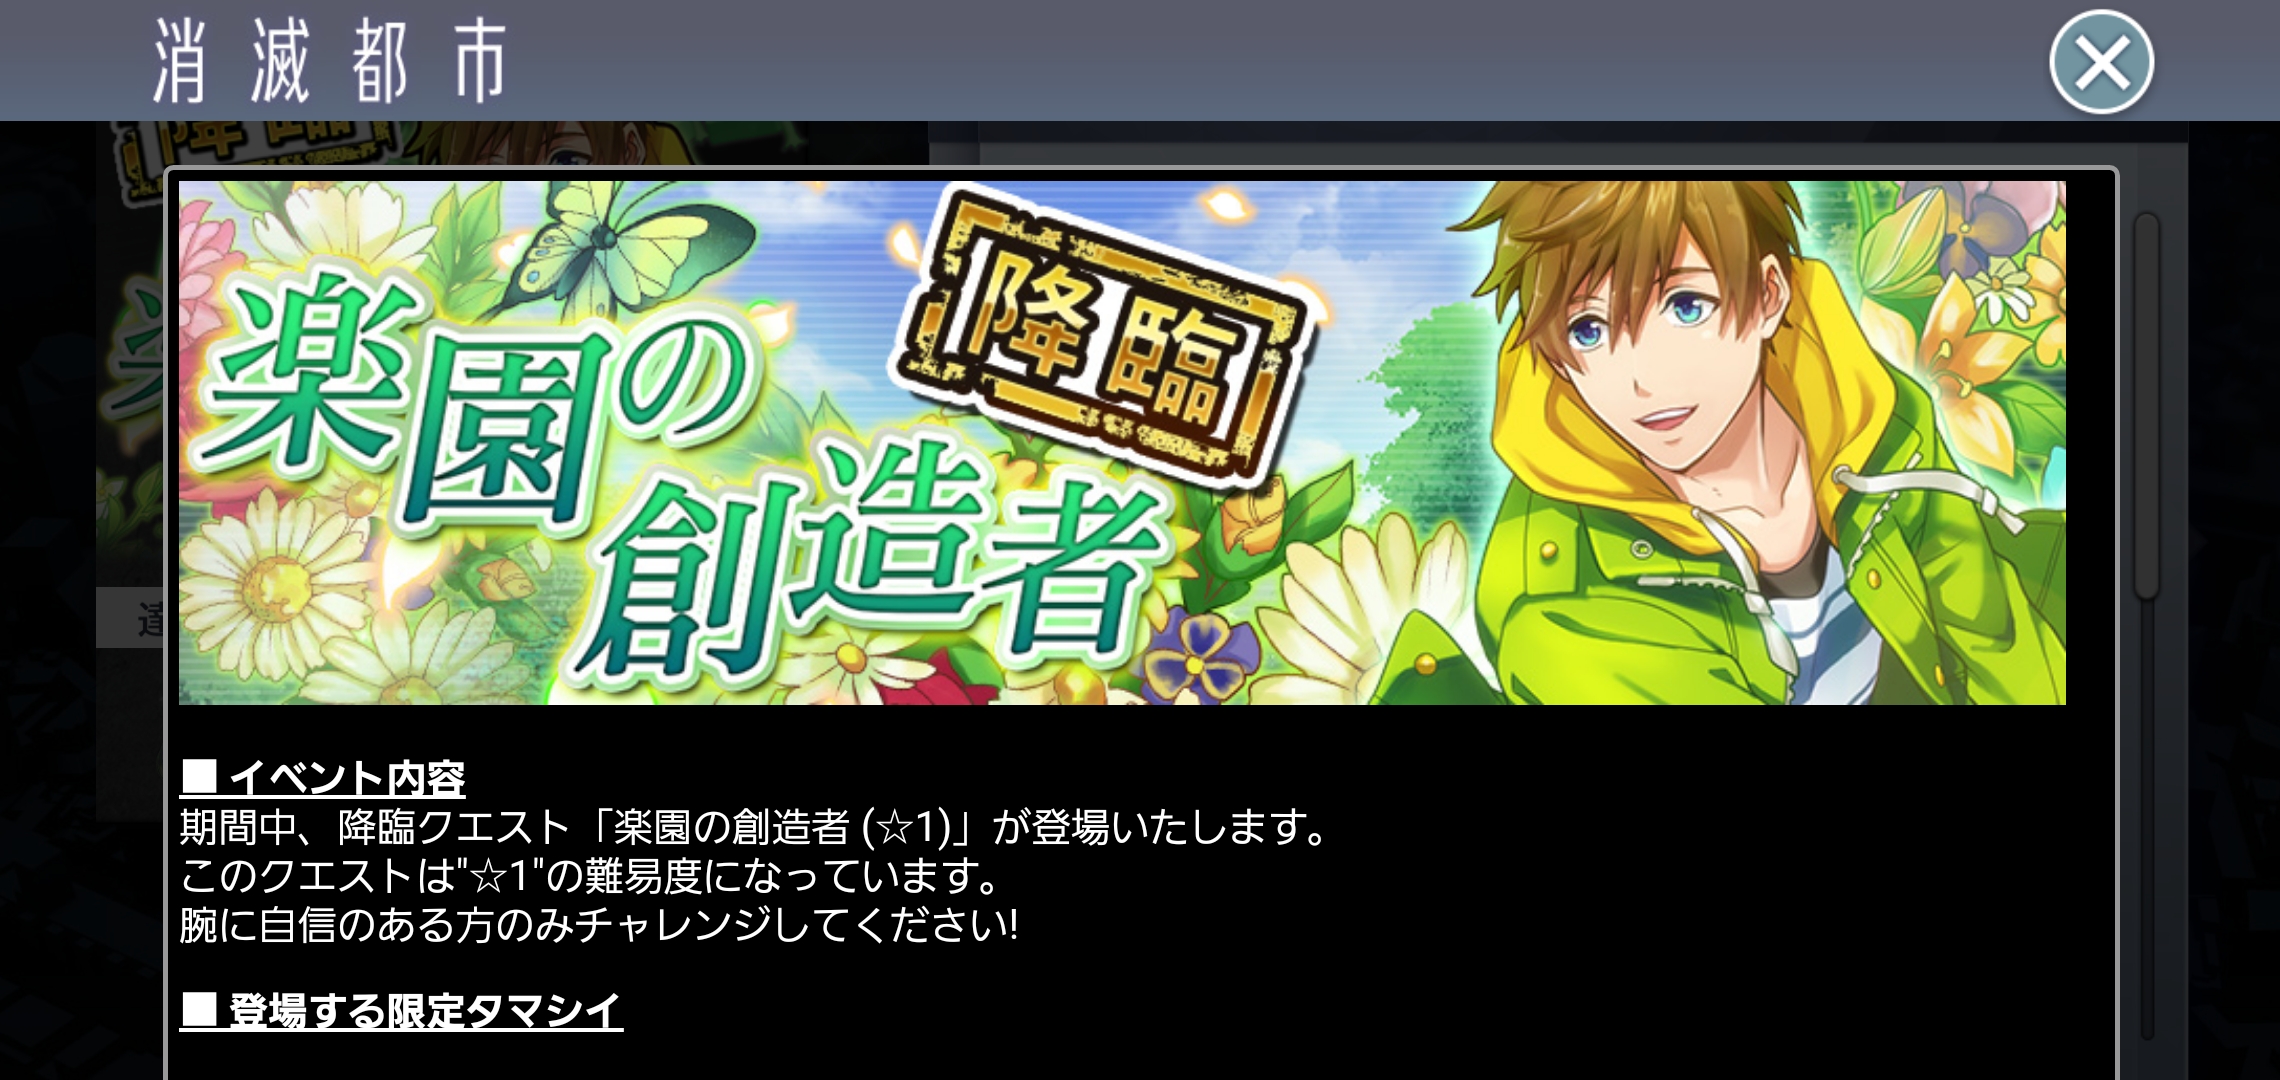 消滅都市
降臨
楽園の
創造者
■ イベント内容
期間中、降臨クエスト「楽園の創造者 (☆1)」が登場いたします。
このクエストは"☆1"の難易度になっています。
腕に自信のある方のみチャレンジしてください!
■ 登場する限定タマシイ